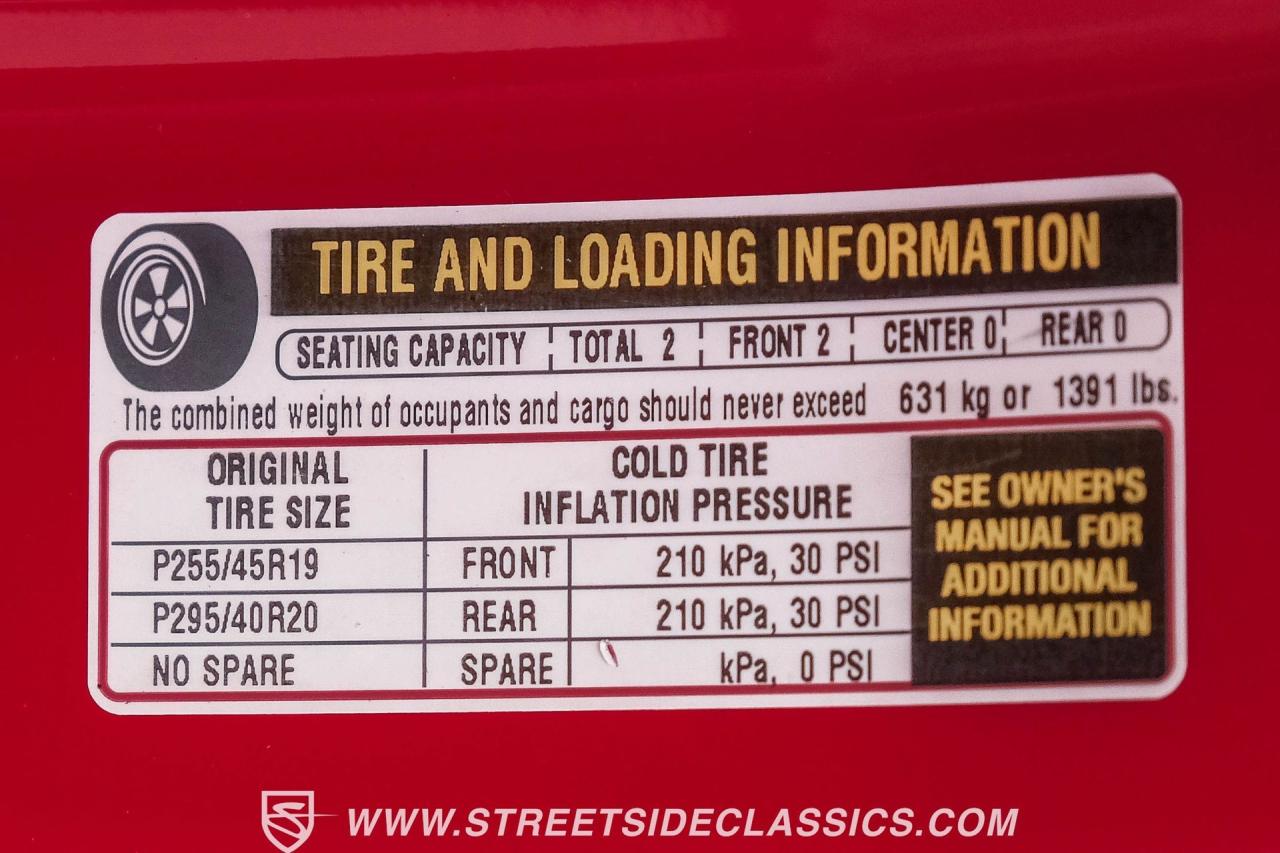 TIRE AND LOADING INFORMATION
SEATING CAPACITY TOTAL 2 FRONT 2 CENTER 0 REAR 0
The combined weight of occupants and cargo should never exceed 631 kg or 1391 lbs.
ORIGINAL
TIRE SIZE
COLD TIRE
INFLATION PRESSURE
P255/45R19 FRONT 210 kPa, 30 PSI
P295/40R20 REAR 210 kPa, 30 PSI
NO SPARE SPARE kPa, 0 PSI
SEE OWNER'S
MANUAL FOR
ADDITIONAL
INFORMATION
WWW.STREETSIDECLASSICS.COM